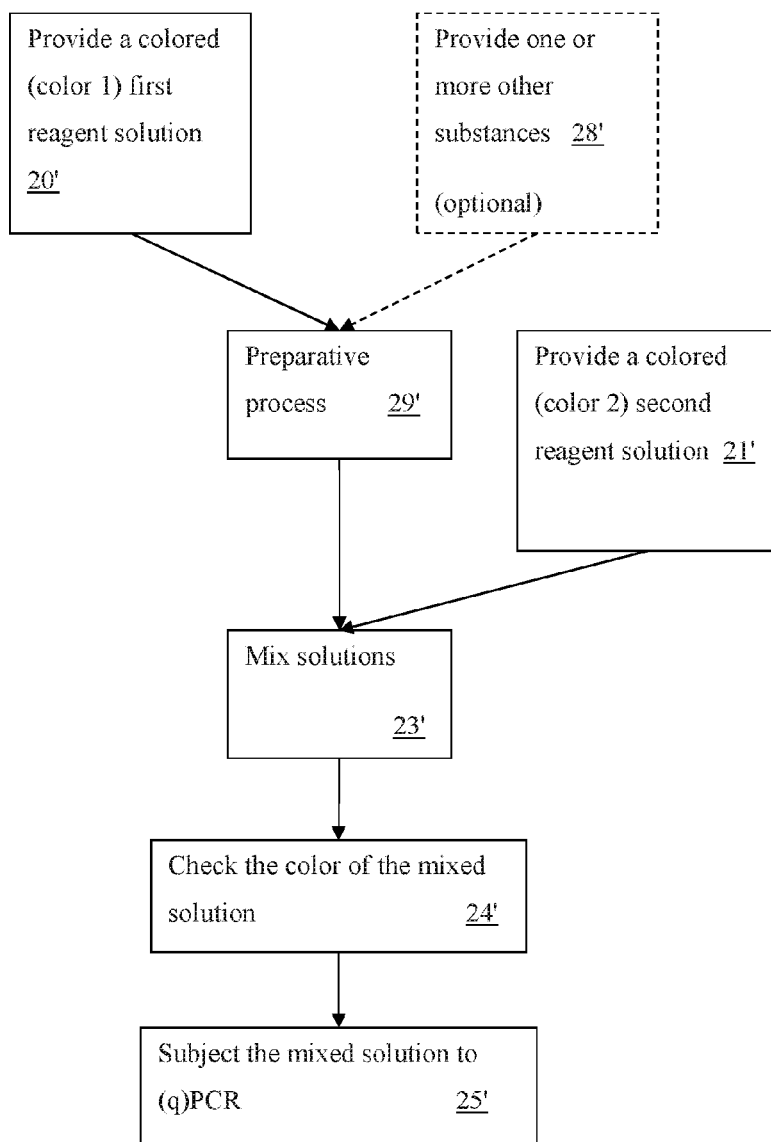 Provide a colored
(color 1) first
reagent solution
20'
Provide one or
more other
substances 28'
(optional)
Preparative
process 29'
Provide a colored
(color 2) second
reagent solution 21'
Mix solutions
23'
Check the color of the mixed
solution 24'
Subject the mixed solution to
(q)PCR 25'